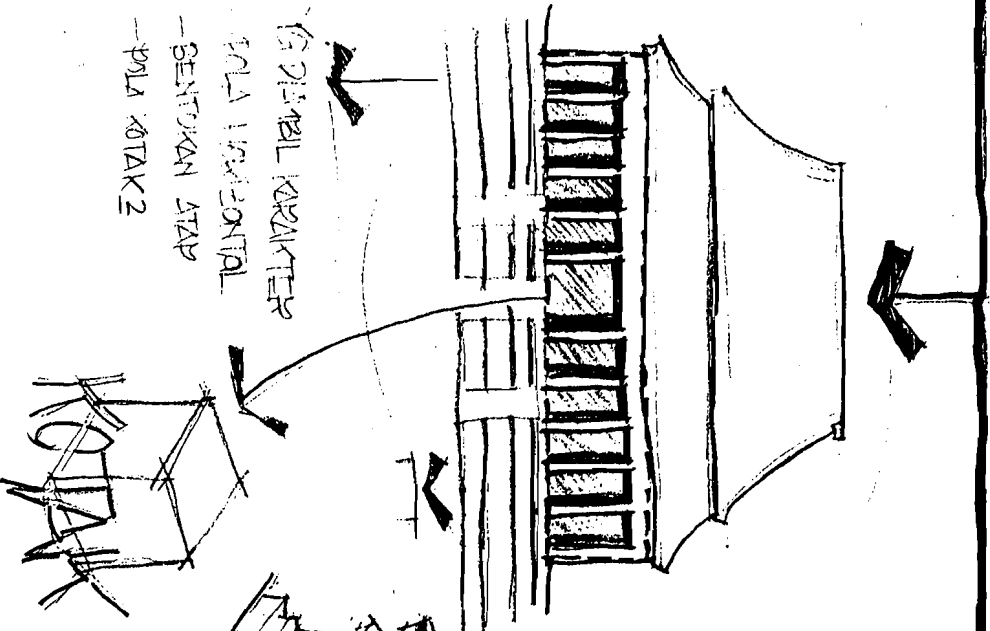 YG DIAMBIL KARAKTER
POLA HORIZONTAL
- BENTUKAN ATAP
- POLA KOTAK2